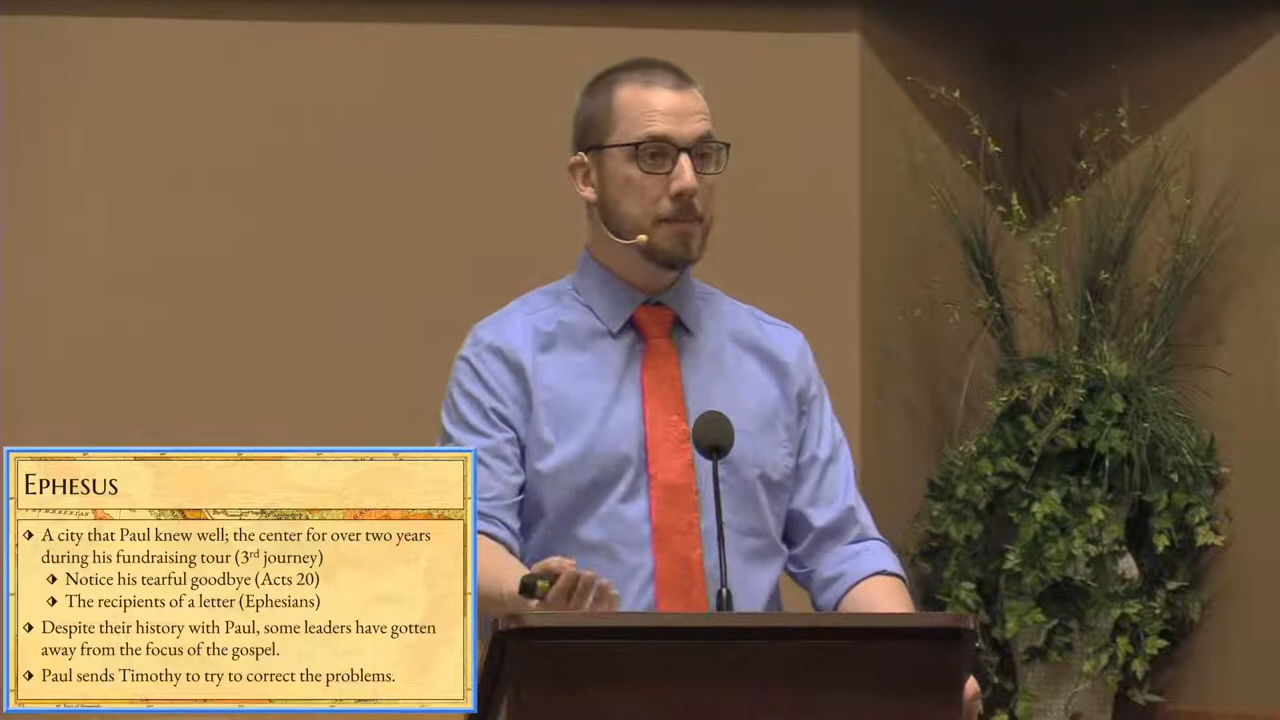 EPHESUS
❖ A city that Paul knew well; the center for over two years
during his fundraising tour (3rd journey)
❖ Notice his tearful goodbye (Acts 20)
❖ The recipients of a letter (Ephesians)
❖ Despite their history with Paul, some leaders have gotten
away from the focus of the gospel.
❖ Paul sends Timothy to try to correct the problems.